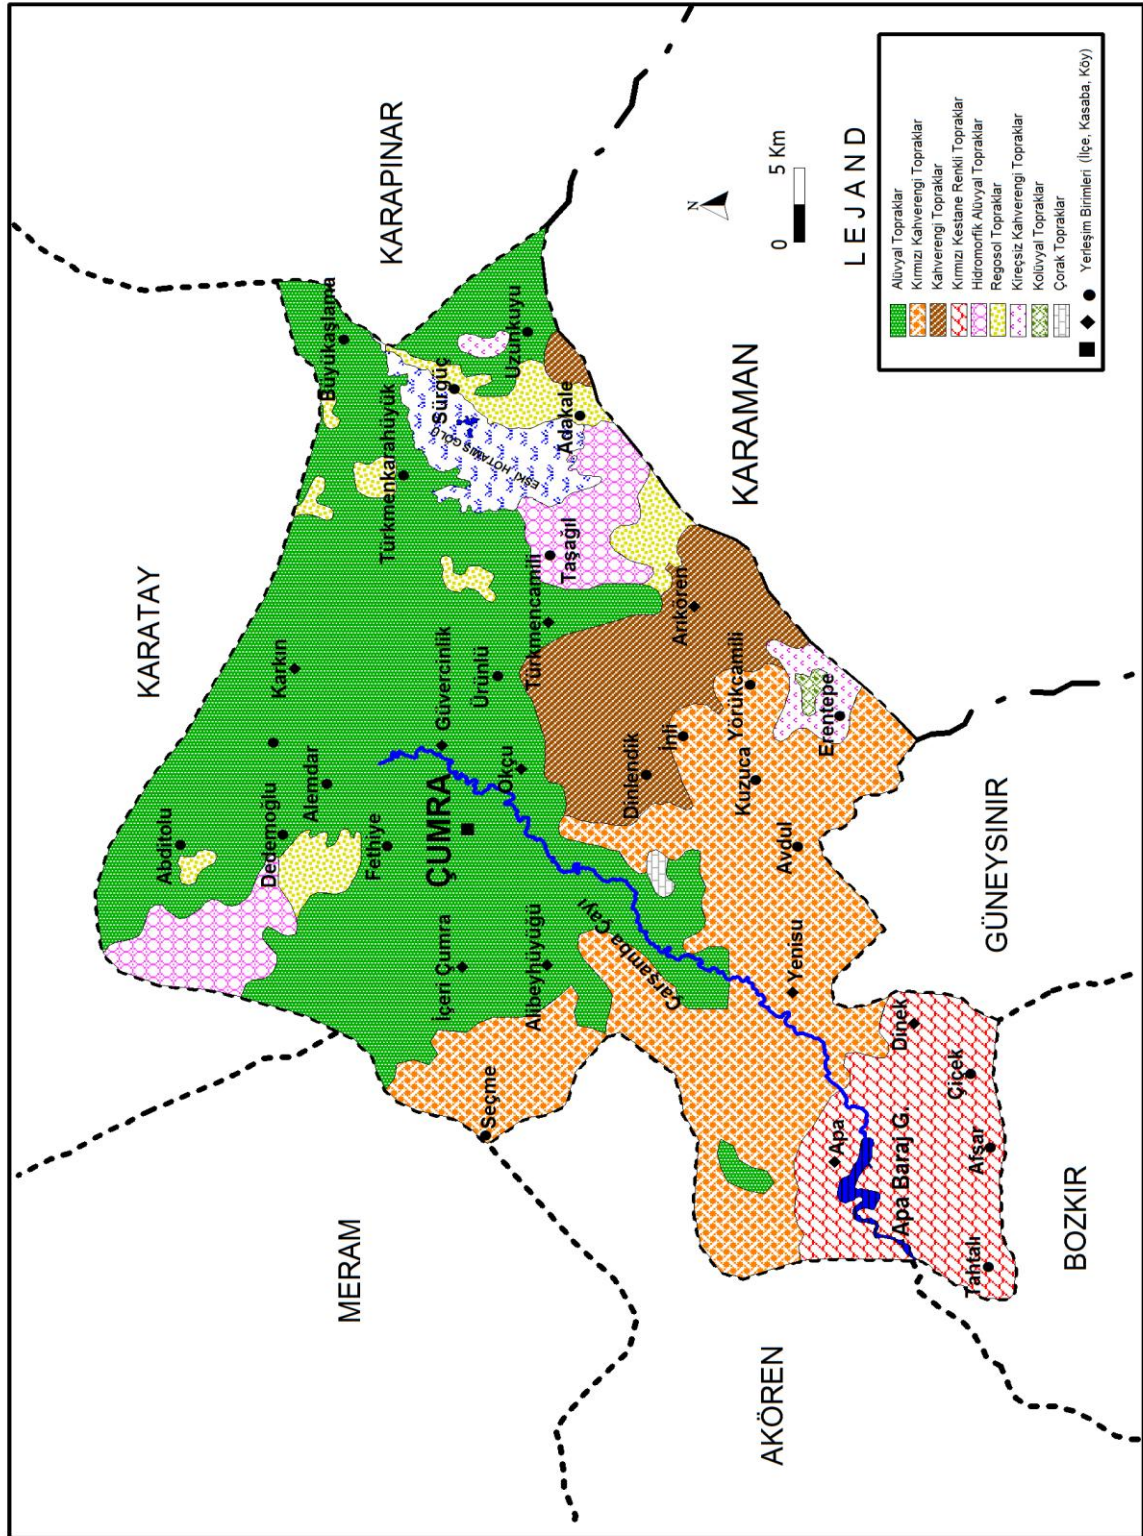 KARATAY
KARAPINAR
MERAM
AKÖREN
BOZKIR
GÜNEYSINIR
KARAMAN
Abditolu
Dedemoğlu
Alemdar
Karkın
Fethiye
Büyükaşlama
Türkmenkarahüyük
İçeri Çumra
ÇUMRA
Güvercinlik
Ürünlü
Sürgüç
ESKİ HOTAMIŞ GÖLÜ
Uzunkuyu
Seçme
Alibeyhüyüğü
Okçu
Türkmencamili
Taşağıl
Adakale
Çarşamba Çayı
Dinlendik
İnli
Arıkören
Yenisu
Avdul
Kuzuca
Yörükcamili
Erentepe
Apa
Apa Baraj G.
Dinek
Çiçek
Afşar
Tahtalı
N
0 5 Km
LEJAND
Alüvyal Topraklar
Kırmızı Kahverengi Topraklar
Kahverengi Topraklar
Kırmızı Kestane Renkli Topraklar
Hidromorfik Alüvyal Topraklar
Regosol Topraklar
Kireçsiz Kahverengi Topraklar
Kolüvyal Topraklar
Çorak Topraklar
Yerleşim Birimleri (İlçe, Kasaba, Köy)